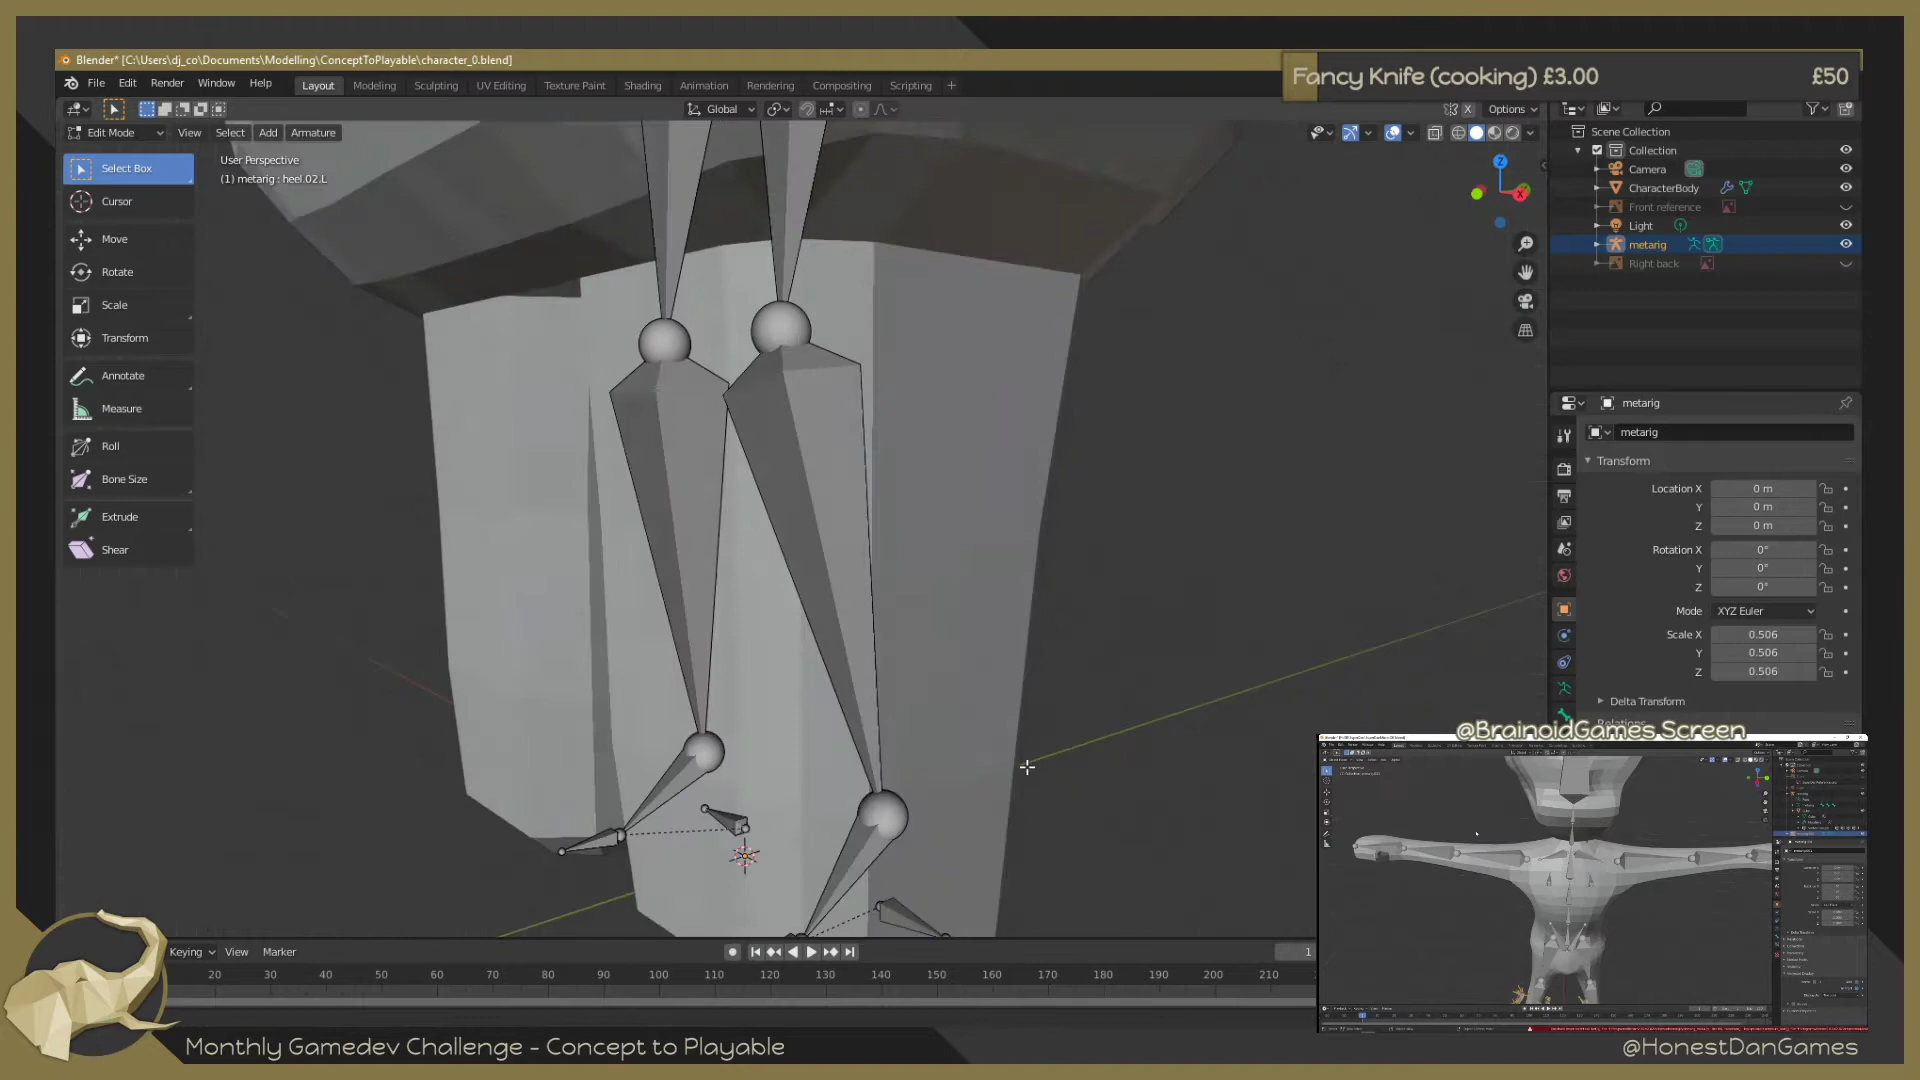 Blender* [C:\Users\dj_co\Documents\Modelling\ConceptToPlayable\character_0.blend]
Fancy Knife (cooking) £3.00 £50
File Edit Render Window Help Layout Modeling Sculpting UV Editing Texture Paint Shading Animation Rendering Compositing Scripting +
Global Options
Edit Mode View Select Add Armature
Scene Collection
Collection
Camera
CharacterBody
Front reference
Light
metarig
Right back
User Perspective
(1) metarig : heel.02.L
Select Box
Cursor
Move
Rotate
Scale
Transform
Annotate
Measure
Roll
Bone Size
Extrude
Shear
Z
X
metarig
metarig
Transform
Location X 0 m
Y 0 m
Z 0 m
Rotation X 0°
Y 0°
Z 0°
Mode XYZ Euler
Scale X 0.506
Y 0.506
Z 0.506
Delta Transform
Relations
@BrainoidGames Screen
Keying View Marker 1
20 30 40 50 60 70 80 90 100 110 120 130 140 150 160 170 180 190 200 210
Monthly Gamedev Challenge - Concept to Playable
@HonestDanGames